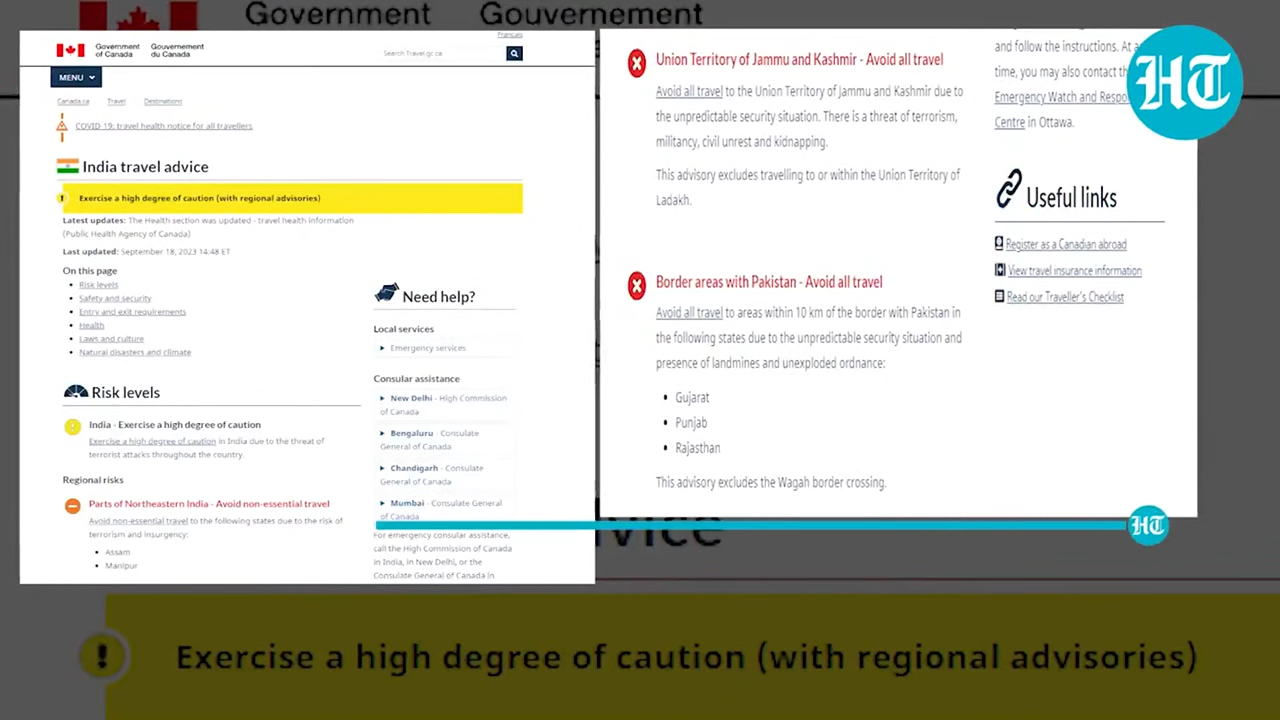 Government Gouvernement
Français
Government
of Canada
Gouvernement
du Canada
Search Travel.gc.ca
MENU
Canada.ca Travel Destinations
COVID-19: travel health notice for all travellers
India travel advice
Exercise a high degree of caution (with regional advisories)
Latest updates: The Health section was updated - travel health information
(Public Health Agency of Canada)
Last updated: September 18, 2023 14:48 ET
On this page
Risk levels
Safety and security
Entry and exit requirements
Health
Laws and culture
Natural disasters and climate
Risk levels
India - Exercise a high degree of caution
Exercise a high degree of caution in India due to the threat of
terrorist attacks throughout the country.
Regional risks
Parts of Northeastern India - Avoid non-essential travel
Avoid non-essential travel to the following states due to the risk of
terrorism and insurgency:
Assam
Manipur
Need help?
Local services
Emergency services
Consular assistance
New Delhi - High Commission
of Canada
Bengaluru - Consulate
General of Canada
Chandigarh - Consulate
General of Canada
Mumbai - Consulate General
of Canada
For emergency consular assistance,
call the High Commission of Canada
in India, in New Delhi, or the
Consulate General of Canada in
Union Territory of Jammu and Kashmir - Avoid all travel
Avoid all travel to the Union Territory of Jammu and Kashmir due to
the unpredictable security situation. There is a threat of terrorism,
militancy, civil unrest and kidnapping.
This advisory excludes travelling to or within the Union Territory of
Ladakh.
Border areas with Pakistan - Avoid all travel
Avoid all travel to areas within 10 km of the border with Pakistan in
the following states due to the unpredictable security situation and
presence of landmines and unexploded ordnance:
Gujarat
Punjab
Rajasthan
This advisory excludes the Wagah border crossing.
and follow the instructions. At a
time, you may also contact the
Emergency Watch and Respo
Centre in Ottawa.
Useful links
Register as a Canadian abroad
View travel insurance information
Read our Traveller's Checklist
HT
HT
Exercise a high degree of caution (with regional advisories)